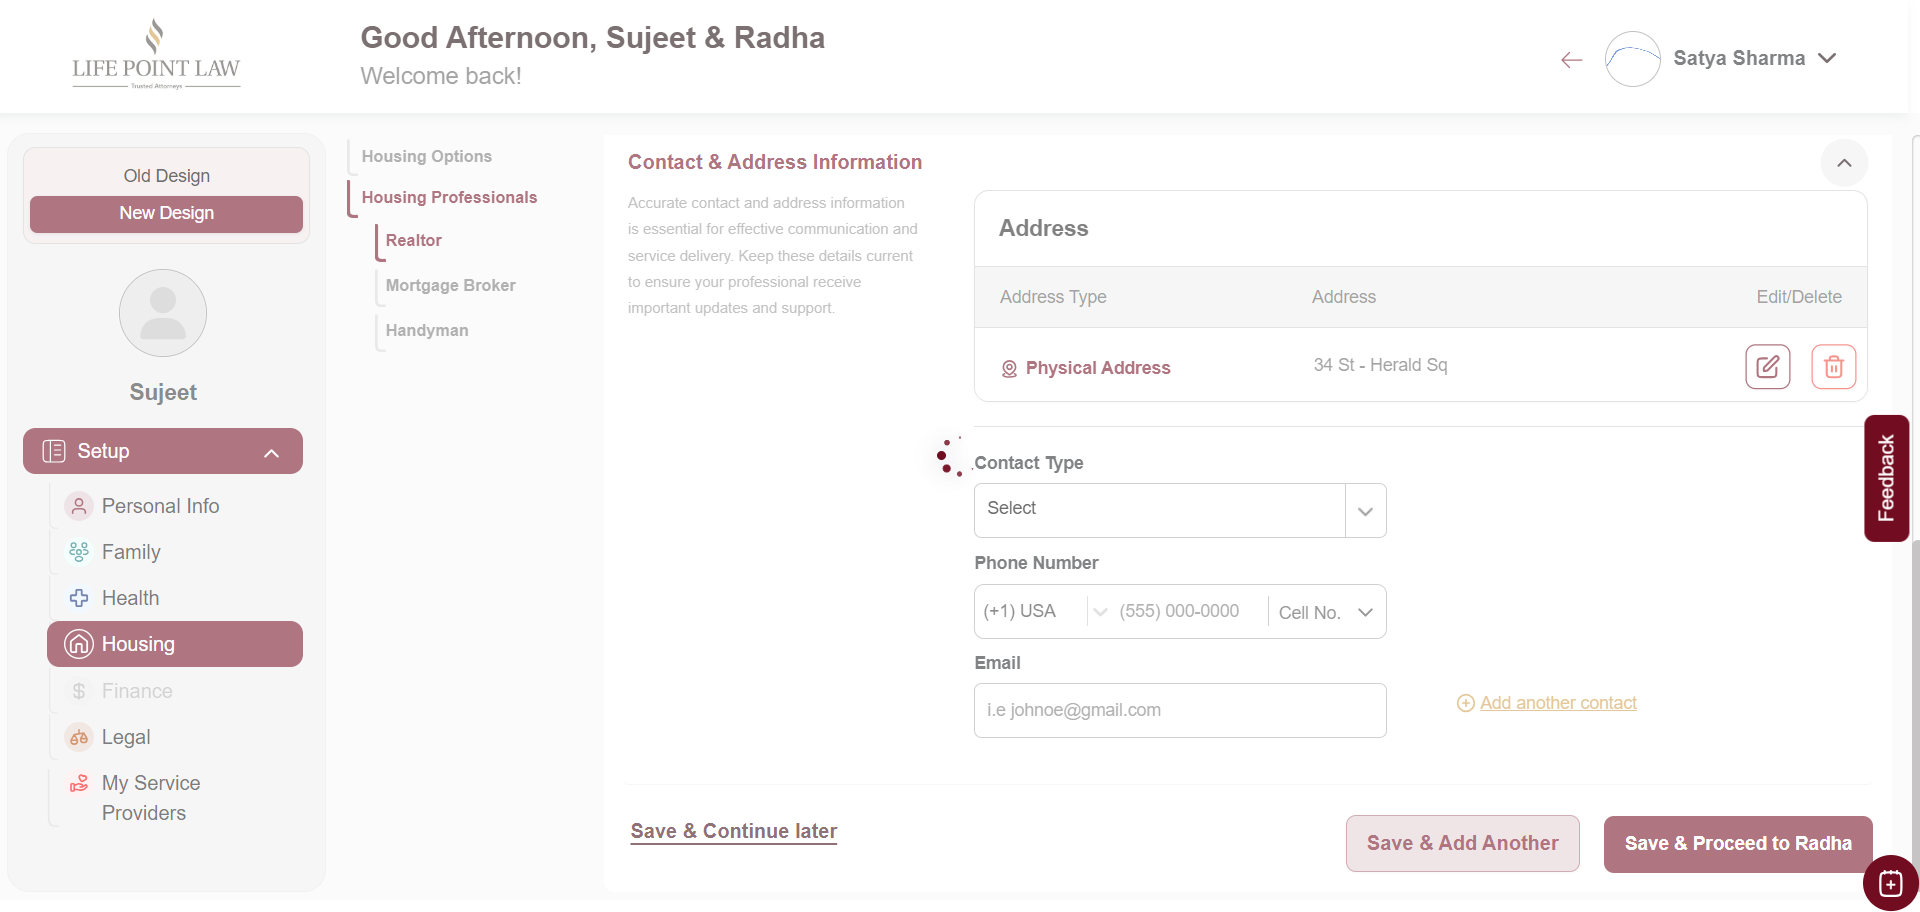 LIFE POINT LAW
Trusted Attorneys
Good Afternoon, Sujeet & Radha
Welcome back!
Satya Sharma
Old Design
New Design
Sujeet
Setup
Personal Info
Family
Health
Housing
Finance
Legal
My Service
Providers
Housing Options
Housing Professionals
Realtor
Mortgage Broker
Handyman
Contact & Address Information
Accurate contact and address information
is essential for effective communication and
service delivery. Keep these details current
to ensure your professional receive
important updates and support.
Address
Address Type Address Edit/Delete
Physical Address 34 St - Herald Sq
Contact Type
Select
Phone Number
(+1) USA (555) 000-0000 Cell No.
Email
i.e johnoe@gmail.com
Add another contact
Save & Continue later
Save & Add Another
Save & Proceed to Radha
Feedback